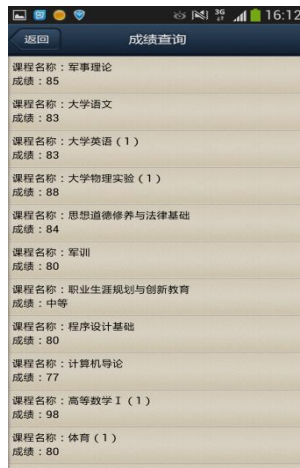 3G
16:12
返回
成绩查询
课程名称：军事理论
成绩：85
课程名称：大学语文
成绩：83
课程名称：大学英语（1）
成绩：83
课程名称：大学物理实验（1）
成绩：88
课程名称：思想道德修养与法律基础
成绩：84
课程名称：军训
成绩：80
课程名称：职业生涯规划与创新教育
成绩：中等
课程名称：程序设计基础
成绩：80
课程名称：计算机导论
成绩：77
课程名称：高等数学Ⅰ（1）
成绩：98
课程名称：体育（1）
成绩：80